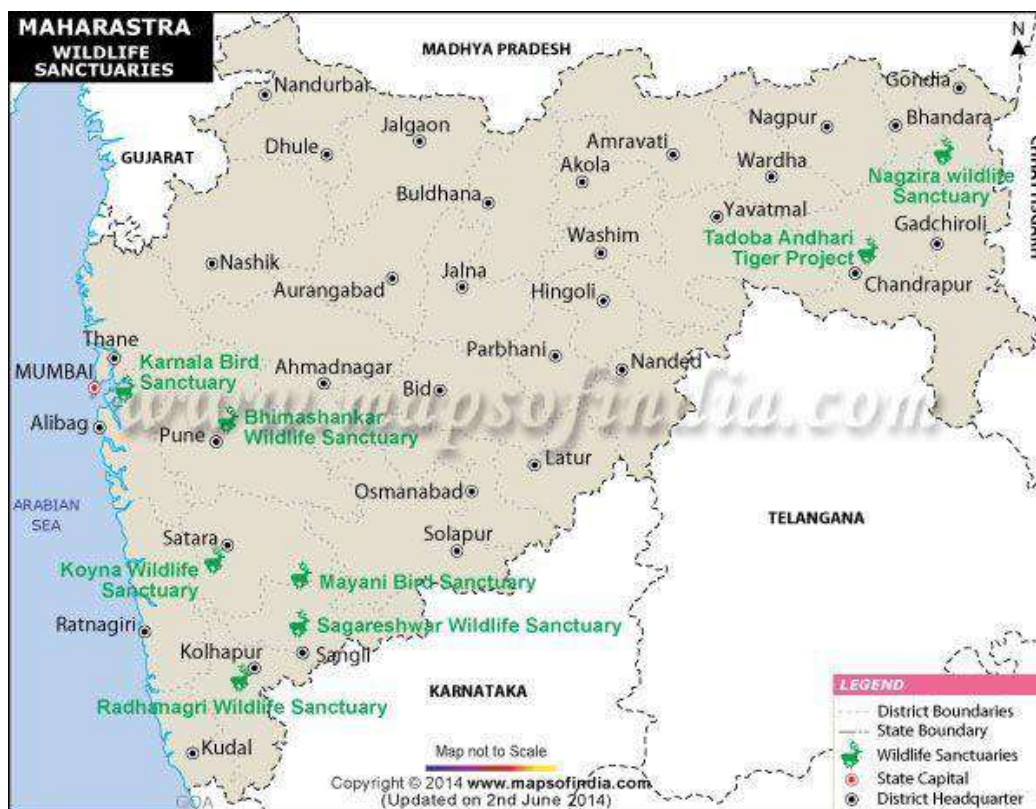 MAHARASTRA
WILDLIFE
SANCTUARIES
MADHYA PRADESH
N
Nandurbar
Gondia
Jalgaon
Nagpur
Bhandara
Dhule
Amravati
GUJARAT
Akola
Wardha
Nagzira wildlife
Sanctuary
Buldhana
Yavatmal
Gadchiroli
Washim
Tadoba Andhari
Tiger Project
Nashik
Jalna
Aurangabad
Hingoli
Chandrapur
Thane
Parbhani
Nanded
MUMBAI
Karnala Bird
Sanctuary
Ahmadnagar
Bid
www.mapsofindia.com
Alibag
Pune
Bhimashankar
Wildlife Sanctuary
Latur
Osmanabad
ARABIAN
SEA
TELANGANA
Satara
Solapur
Koyna Wildlife
Sanctuary
Mayani Bird Sanctuary
Ratnagiri
Sagareshwar Wildlife Sanctuary
Kolhapur
Sangli
KARNATAKA
Radhanagri Wildlife Sanctuary
Kudal
GOA
Map not to Scale
Copyright © 2014 www.mapsofindia.com
(Updated on 2nd June 2014)
LEGEND
District Boundaries
State Boundary
Wildlife Sanctuaries
State Capital
District Headquarter